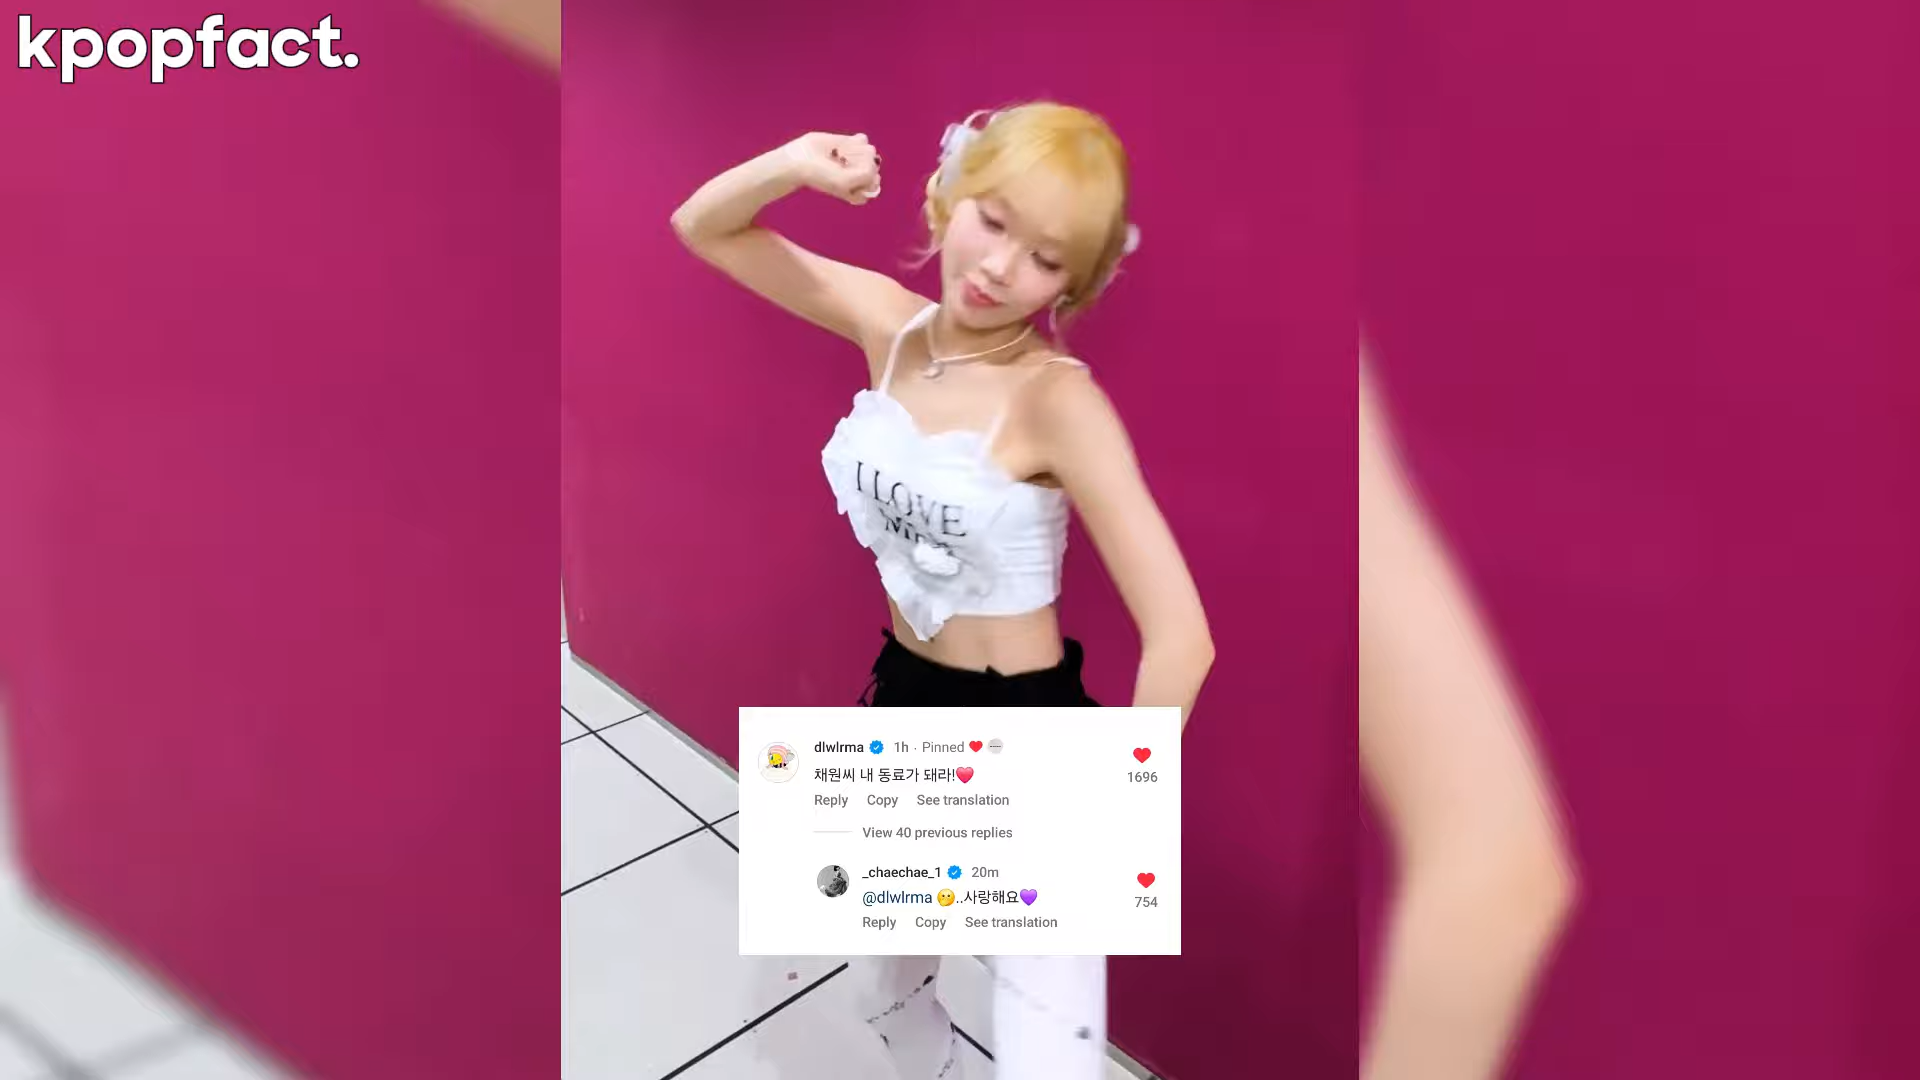 kpopfact.
I LOVE
dlwlrma 1h · Pinned
채원씨 내 동료가 돼라!❤️
1696
Reply Copy See translation
View 40 previous replies
_chaechae_1 20m
@dlwlrma 🫢..사랑해요💜
754
Reply Copy See translation